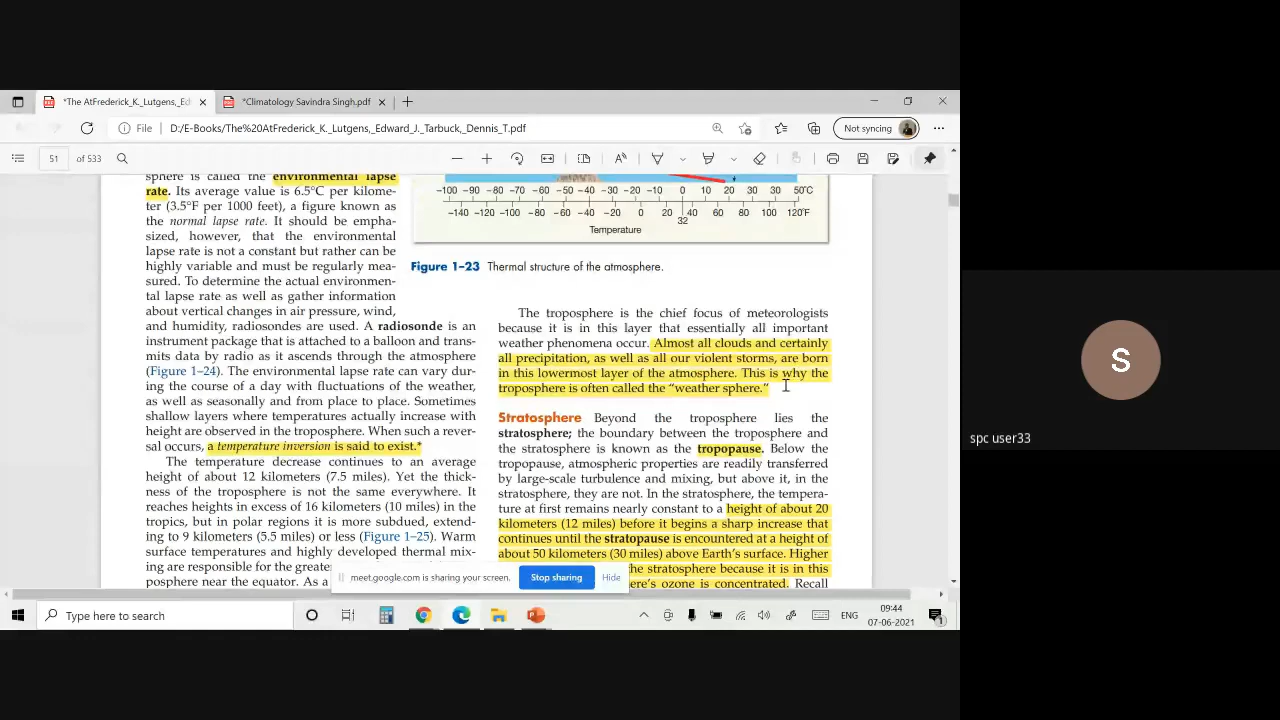 *The AtFrederick_K._Lutgens,_Ed
*Climatology Savindra Singh.pdf
File
D:/E-Books/The%20AtFrederick_K._Lutgens,_Edward_J._Tarbuck,_Dennis_T.pdf
Not syncing
51 of 533
sphere is called the environmental lapse
rate. Its average value is 6.5°C per kilome-
ter (3.5°F per 1000 feet), a figure known as
the normal lapse rate. It should be empha-
sized, however, that the environmental
lapse rate is not a constant but rather can be
highly variable and must be regularly mea-
sured. To determine the actual environmen-
tal lapse rate as well as gather information
about vertical changes in air pressure, wind,
and humidity, radiosondes are used. A radiosonde is an
instrument package that is attached to a balloon and trans-
mits data by radio as it ascends through the atmosphere
(Figure 1–24). The environmental lapse rate can vary dur-
ing the course of a day with fluctuations of the weather,
as well as seasonally and from place to place. Sometimes
shallow layers where temperatures actually increase with
height are observed in the troposphere. When such a rever-
sal occurs, a temperature inversion is said to exist.*
The temperature decrease continues to an average
height of about 12 kilometers (7.5 miles). Yet the thick-
ness of the troposphere is not the same everywhere. It
reaches heights in excess of 16 kilometers (10 miles) in the
tropics, but in polar regions it is more subdued, extend-
ing to 9 kilometers (5.5 miles) or less (Figure 1–25). Warm
surface temperatures and highly developed thermal mix-
ing are responsible for the greate
posphere near the equator. As a
–100 –90 –80 –70 –60 –50 –40 –30 –20 –10 0 10 20 30 40 50°C
–140 –120 –100 –80 –60 –40 –20 0 20 40 60 80 100 120°F
32
Temperature
Figure 1–23 Thermal structure of the atmosphere.
The troposphere is the chief focus of meteorologists
because it is in this layer that essentially all important
weather phenomena occur. Almost all clouds and certainly
all precipitation, as well as all our violent storms, are born
in this lowermost layer of the atmosphere. This is why the
troposphere is often called the “weather sphere.”
Stratosphere Beyond the troposphere lies the
stratosphere; the boundary between the troposphere and
the stratosphere is known as the tropopause. Below the
tropopause, atmospheric properties are readily transferred
by large-scale turbulence and mixing, but above it, in the
stratosphere, they are not. In the stratosphere, the tempera-
ture at first remains nearly constant to a height of about 20
kilometers (12 miles) before it begins a sharp increase that
continues until the stratopause is encountered at a height of
about 50 kilometers (30 miles) above Earth’s surface. Higher
the stratosphere because it is in this
ere’s ozone is concentrated. Recall
meet.google.com is sharing your screen.
Stop sharing
Hide
Type here to search
ENG
09:44
07-06-2021
1
S
spc user33